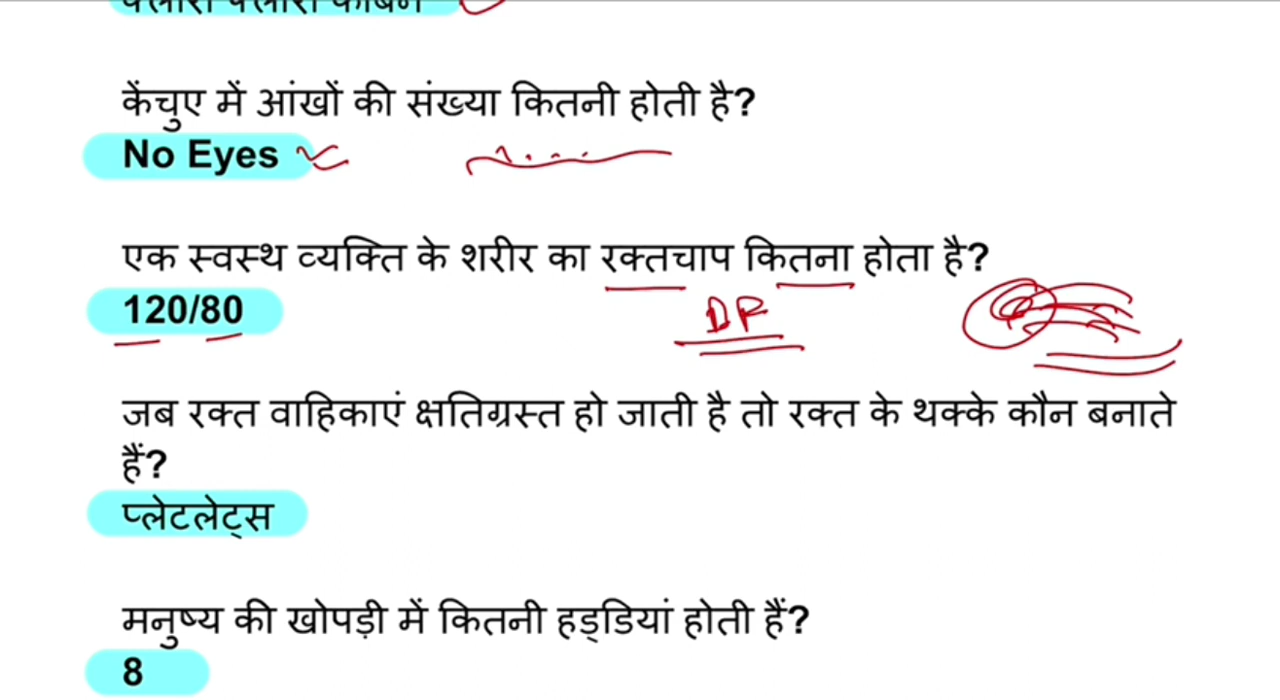 केंचुए में आंखों की संख्या कितनी होती है?
No Eyes
एक स्वस्थ व्यक्ति के शरीर का रक्तचाप कितना होता है?
120/80
जब रक्त वाहिकाएं क्षतिग्रस्त हो जाती है तो रक्त के थक्के कौन बनाते
हैं?
प्लेटलेट्स
मनुष्य की खोपड़ी में कितनी हड्डियां होती हैं?
8